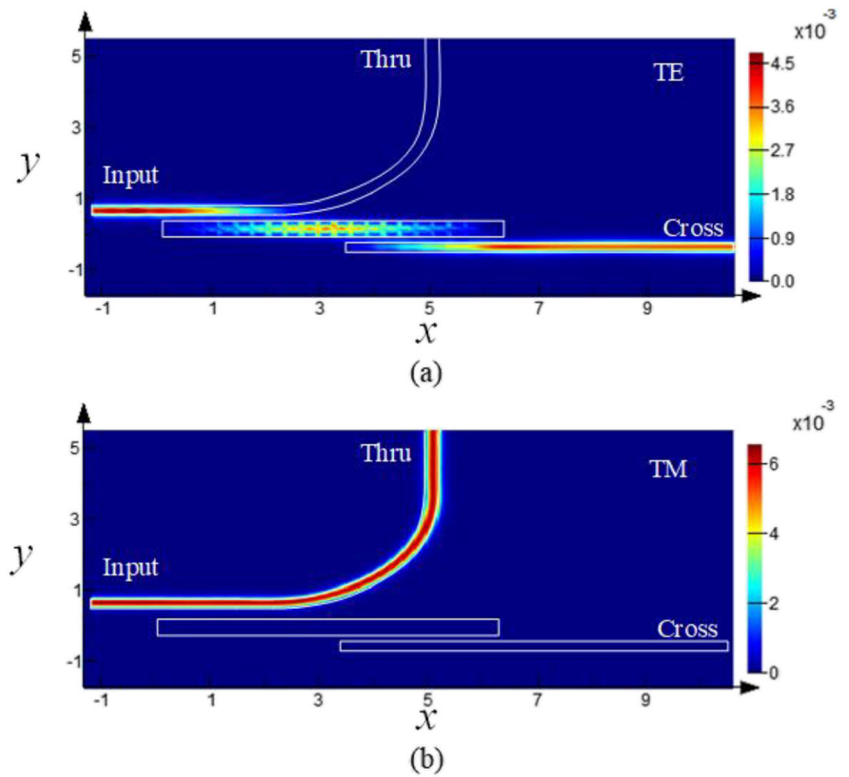 x10⁻³
5
Thru
TE
4.5
3
3.6
y
Input
2.7
1
1.8
Cross
0.9
-1
0.0
-1 1 3 5 7 9
x
(a)
x10⁻³
5
Thru
TM
6
3
4
y
Input
1
2
Cross
-1
0
-1 1 3 5 7 9
x
(b)